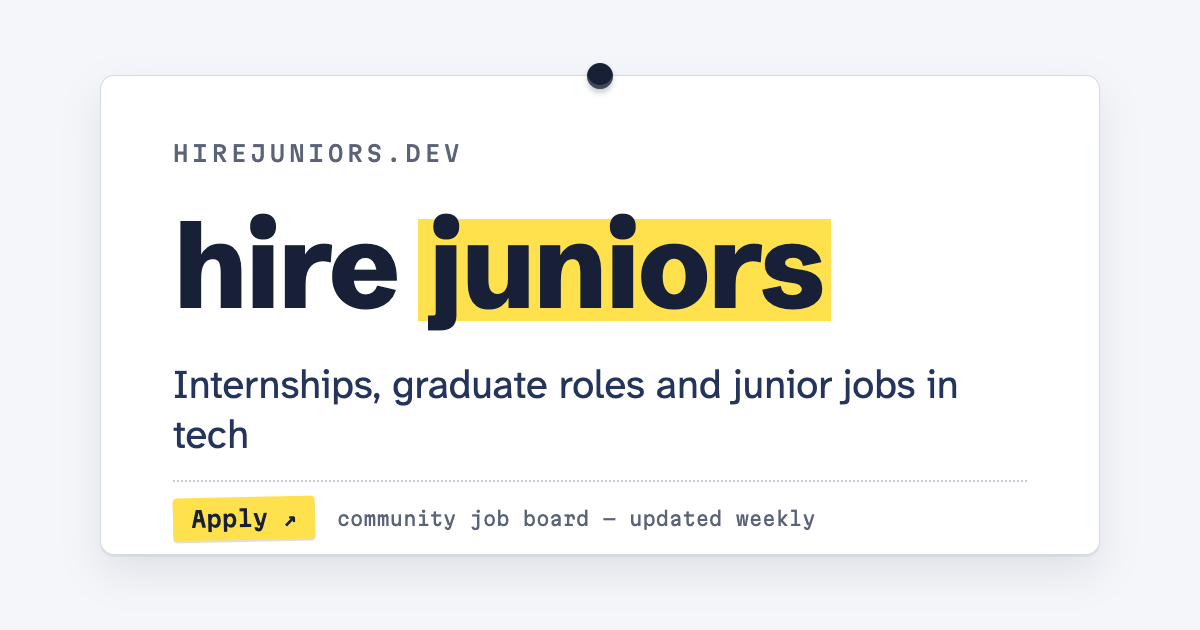 HIREJUNIORS.DEV
hire juniors
Internships, graduate roles and junior jobs in
tech
Apply ↗ community job board — updated weekly